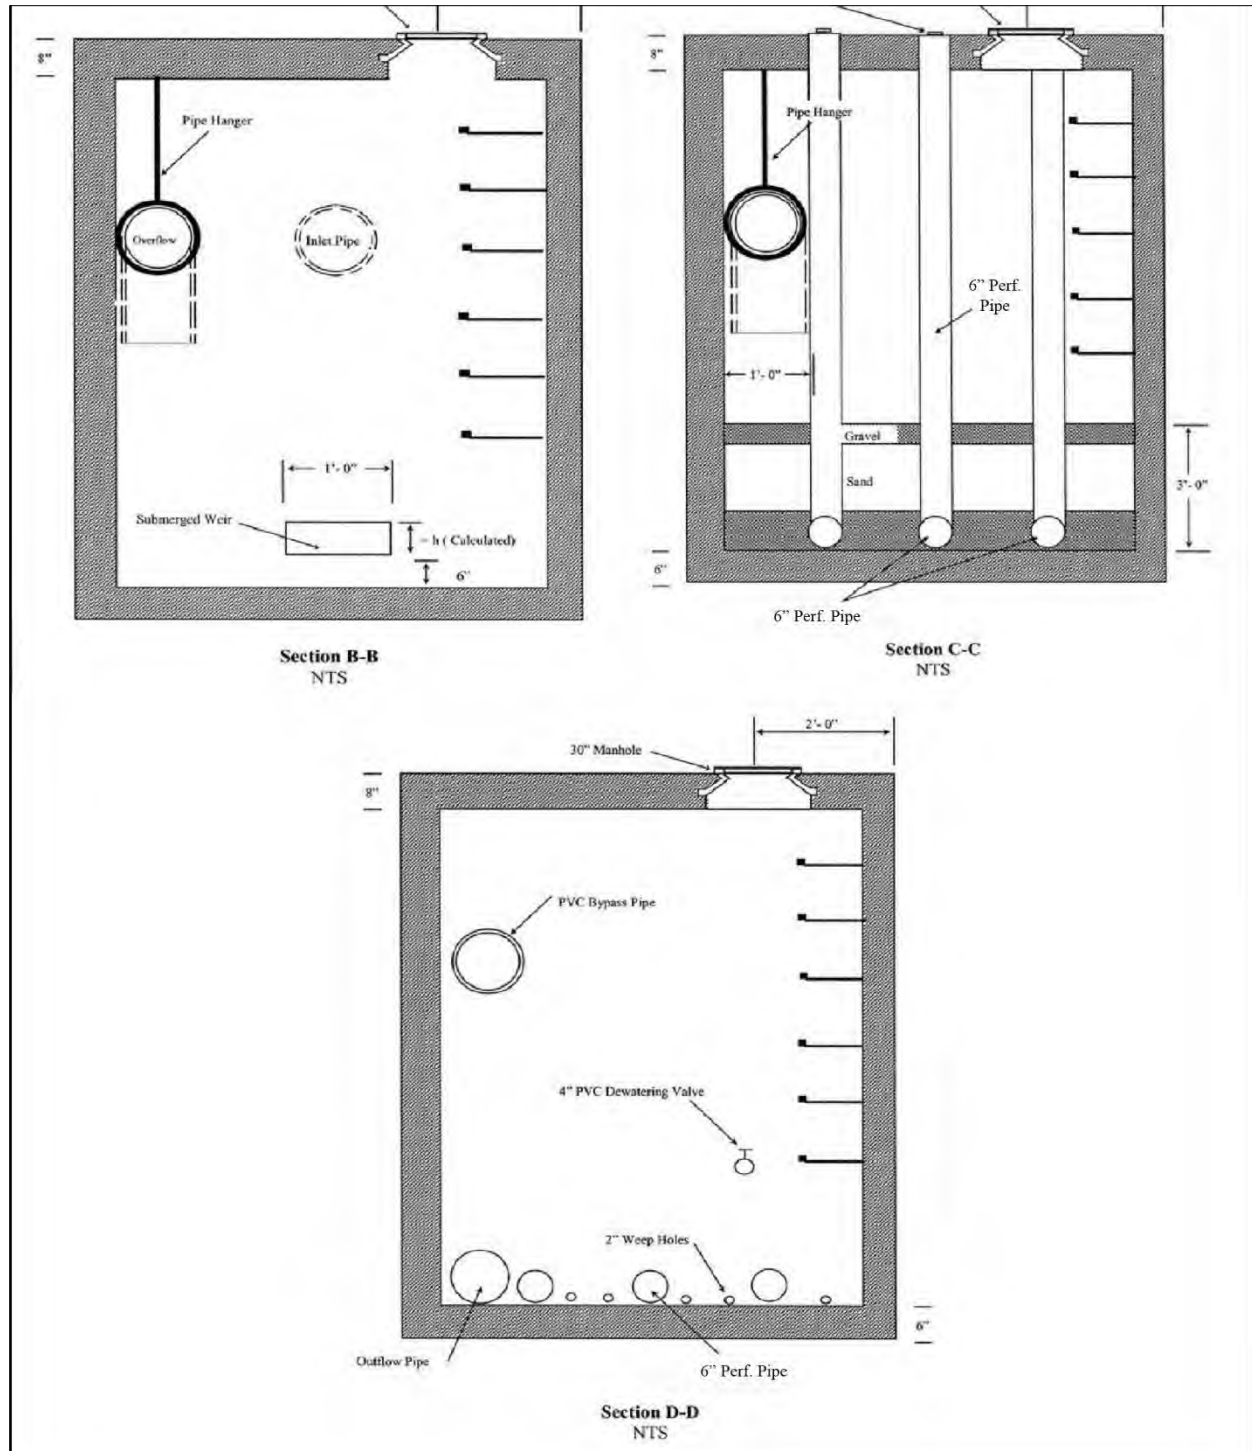 8"
Pipe Hanger
Overflow
Inlet Pipe
1'- 0"
Submerged Weir
= h ( Calculated)
6"
Section B-B
NTS
8"
Pipe Hanger
6" Perf.
Pipe
1'- 0"
Gravel
Sand
3'- 0"
6"
6" Perf. Pipe
Section C-C
NTS
2'- 0"
30" Manhole
8"
PVC Bypass Pipe
4" PVC Dewatering Valve
2" Weep Holes
6"
Outflow Pipe
6" Perf. Pipe
Section D-D
NTS